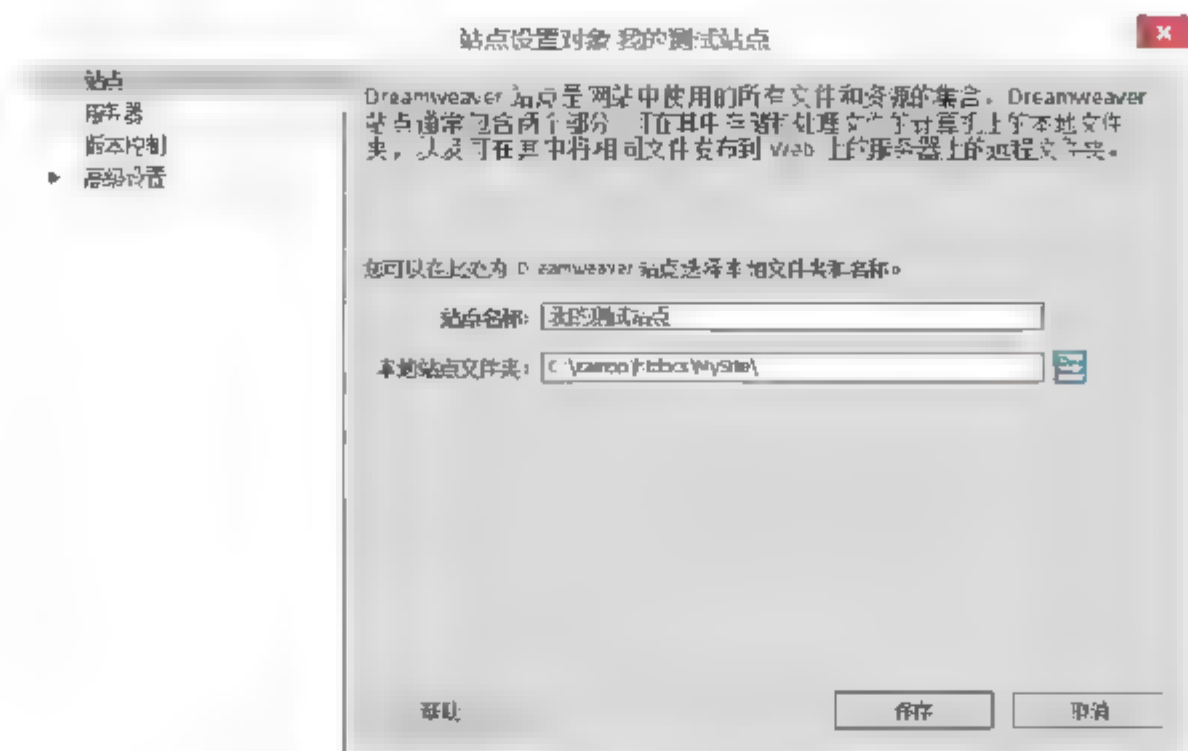 站点设置对象 我的测试站点
站点
服务器
版本控制
高级设置
Dreamweaver 站点是网站中使用的所有文件和资源的集合。Dreamweaver
站点通常包含两个部分 可在其中存储和处理文件的计算机上的本地文件
夹，以及可在其中将相同文件发布到 Web 上的服务器上的远程文件夹。
您可以在此处为 Dreamweaver 站点选择本地文件夹和名称。
站点名称: 我的测试站点
本地站点文件夹: C:\xampp\htdocs\MySite\
帮助
保存
取消